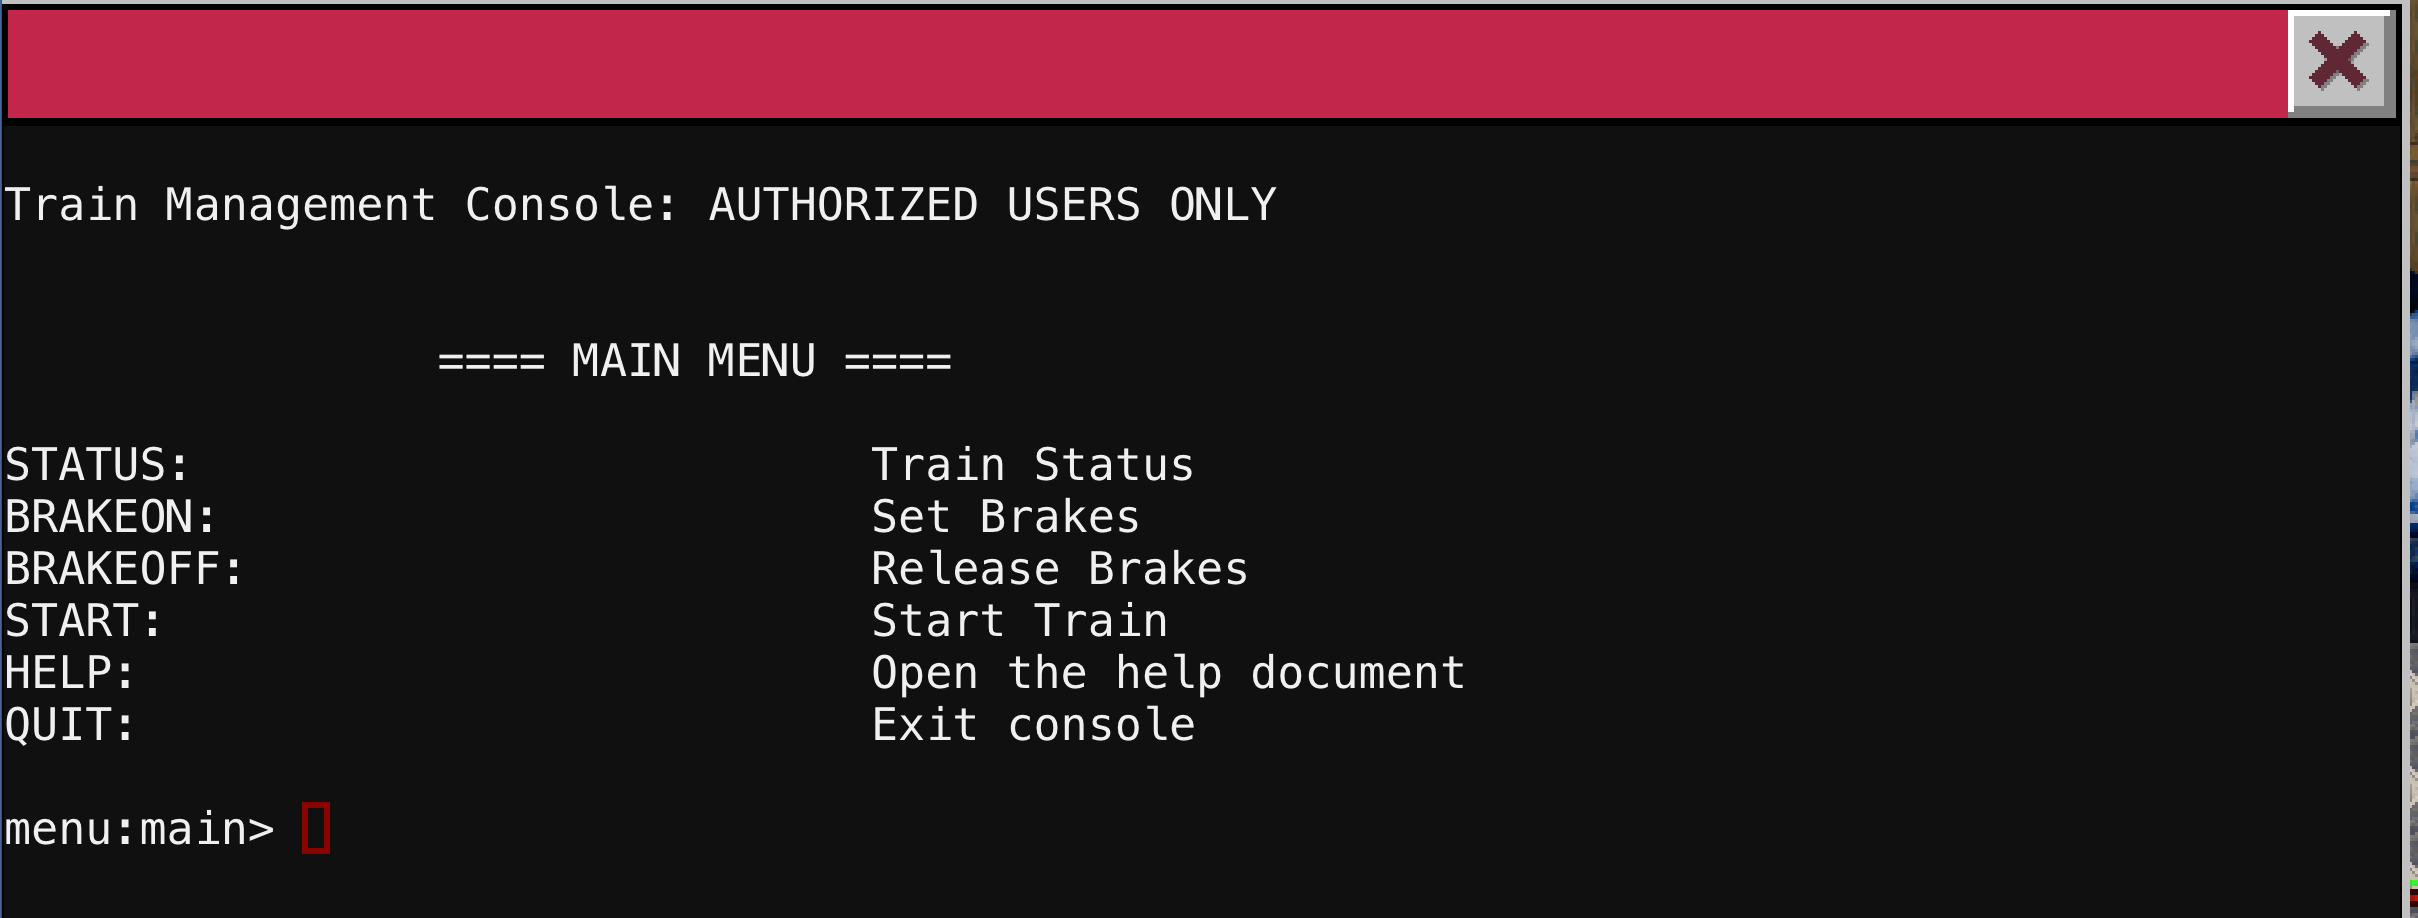 Train Management Console: AUTHORIZED USERS ONLY
==== MAIN MENU ====
STATUS: Train Status
BRAKEON: Set Brakes
BRAKEOFF: Release Brakes
START: Start Train
HELP: Open the help document
QUIT: Exit console
menu:main>